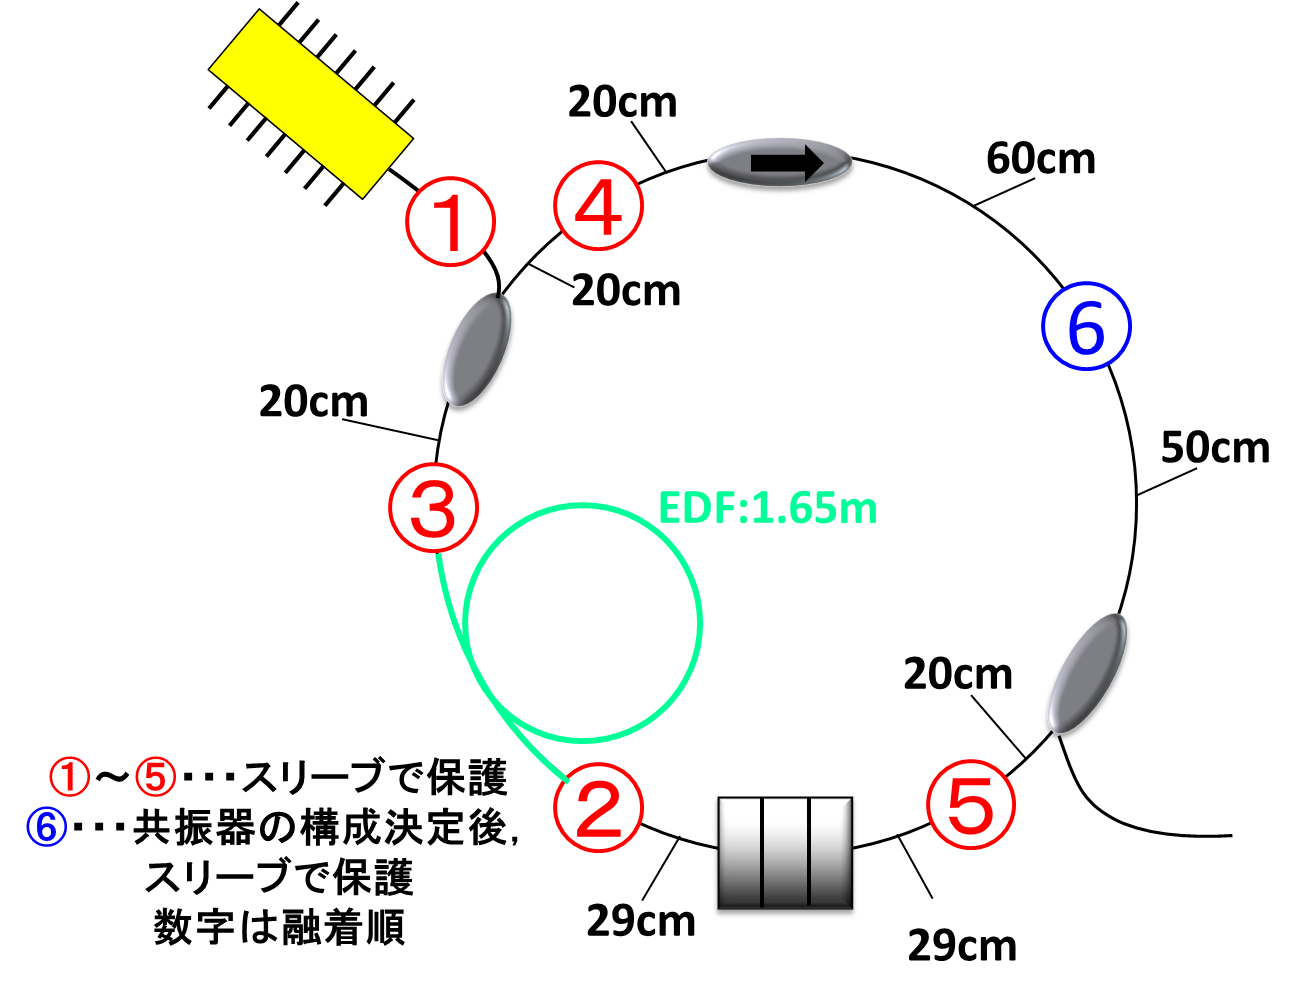 20cm
60cm
①
④
20cm
⑥
20cm
50cm
③
EDF:1.65m
20cm
②
⑤
29cm
29cm
①～⑤･･･スリーブで保護
⑥･･･共振器の構成決定後,
スリーブで保護
数字は融着順